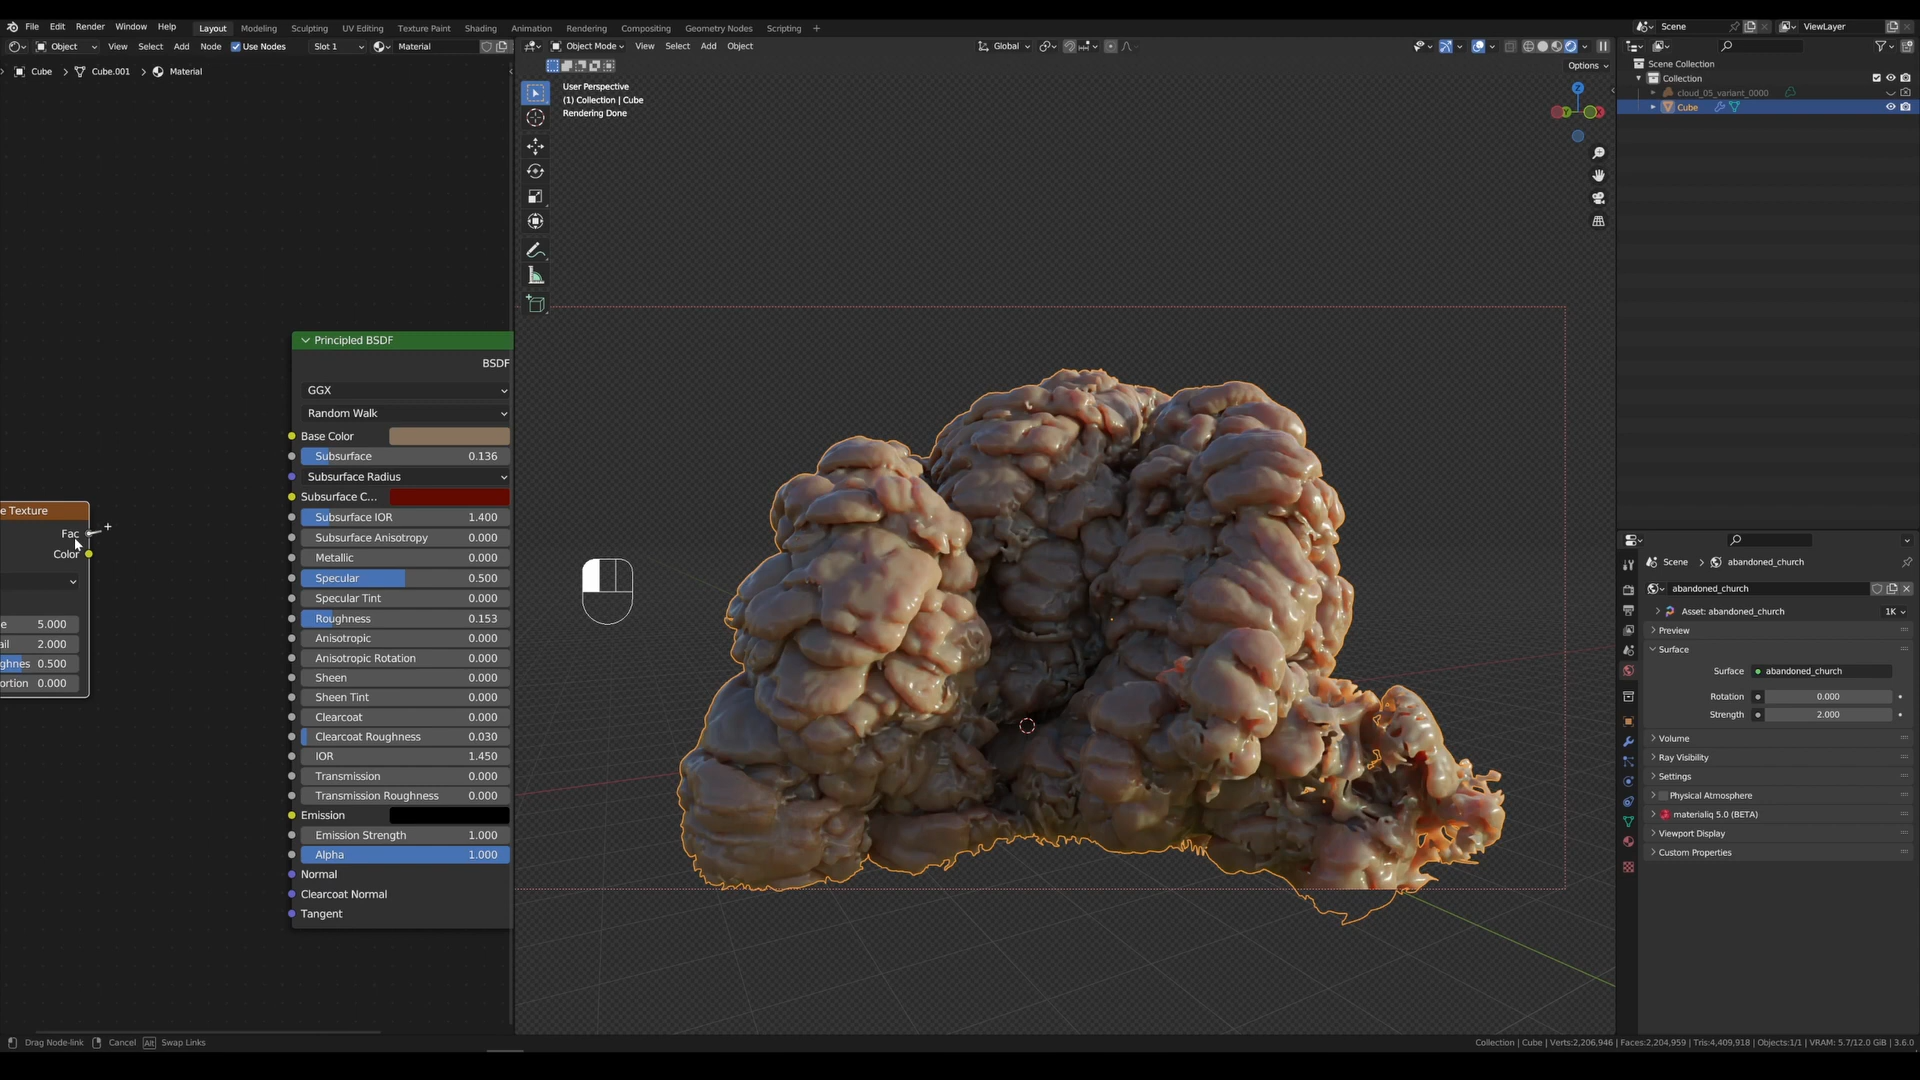 File Edit Render Window Help Layout Modeling Sculpting UV Editing Texture Paint Shading Animation Rendering Compositing Geometry Nodes Scripting + Scene ViewLayer
Object View Select Add Node Use Nodes Slot 1 Material Object Mode View Select Add Object Global
Cube > Cube.001 > Material
Options
User Perspective
(1) Collection | Cube
Rendering Done
Z
Y
X
Scene Collection
Collection
cloud_05_variant_0000
Cube
Principled BSDF
BSDF
GGX
Random Walk
Base Color
Subsurface 0.136
Subsurface Radius
Subsurface C...
Subsurface IOR 1.400
Subsurface Anisotropy 0.000
Metallic 0.000
Specular 0.500
Specular Tint 0.000
Roughness 0.153
Anisotropic 0.000
Anisotropic Rotation 0.000
Sheen 0.000
Sheen Tint 0.000
Clearcoat 0.000
Clearcoat Roughness 0.030
IOR 1.450
Transmission 0.000
Transmission Roughness 0.000
Emission
Emission Strength 1.000
Alpha 1.000
Normal
Clearcoat Normal
Tangent
e Texture
Fac
Color
e 5.000
ail 2.000
ghnes 0.500
ortion 0.000
Scene > abandoned_church
abandoned_church
Asset: abandoned_church 1K
Preview
Surface
Surface abandoned_church
Rotation 0.000
Strength 2.000
Volume
Ray Visibility
Settings
Physical Atmosphere
materialiq 5.0 (BETA)
Viewport Display
Custom Properties
Drag Node-link Cancel Alt Swap Links
Collection | Cube | Verts:2,206,946 | Faces:2,204,959 | Tris:4,409,918 | Objects:1/1 | VRAM: 5.7/12.0 GiB | 3.6.0